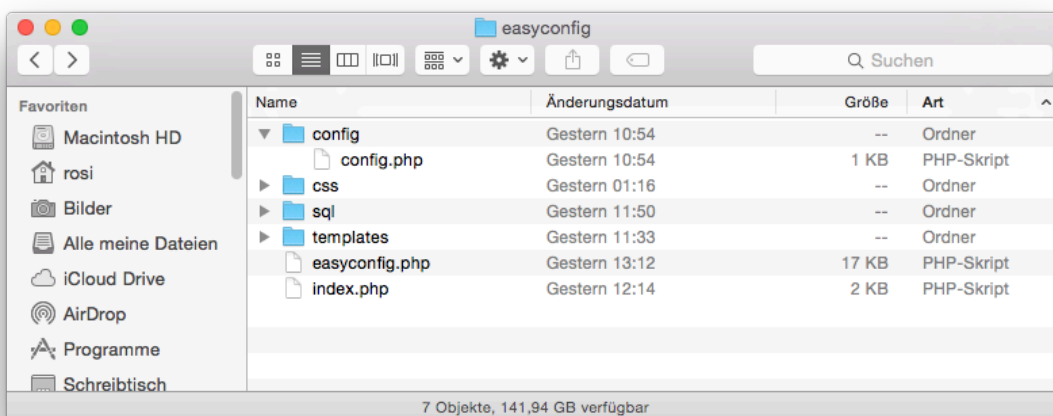 easyconfig
Suchen
Favoriten
Macintosh HD
rosi
Bilder
Alle meine Dateien
iCloud Drive
AirDrop
Programme
Schreibtisch
Name Änderungsdatum Größe Art
config Gestern 10:54 -- Ordner
config.php Gestern 10:54 1 KB PHP-Skript
css Gestern 01:16 -- Ordner
sql Gestern 11:50 -- Ordner
templates Gestern 11:33 -- Ordner
easyconfig.php Gestern 13:12 17 KB PHP-Skript
index.php Gestern 12:14 2 KB PHP-Skript
7 Objekte, 141,94 GB verfügbar